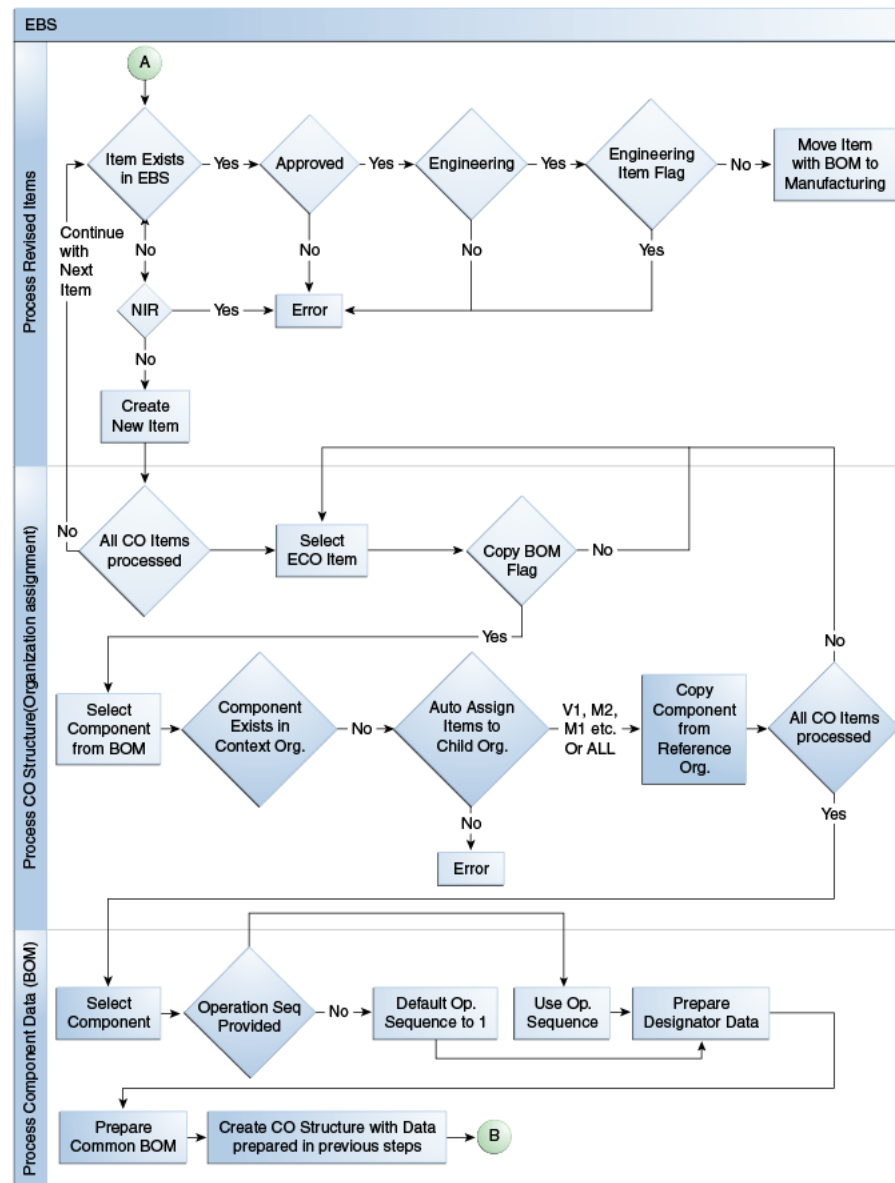 EBS
Process Revised Items
A
Item Exists
in EBS
Yes
Approved
Yes
Engineering
Yes
Engineering
Item Flag
No
Move Item
with BOM to
Manufacturing
Continue
with
Next
Item
No
No
No
Yes
NIR
Yes
Error
No
Create
New Item
Process CO Structure(Organization assignment)
No
All CO Items
processed
Select
ECO Item
Copy BOM
Flag
No
Yes
No
Select
Component
from BOM
Component
Exists in
Context Org.
No
Auto Assign
Items to
Child Org.
V1, M2,
M1 etc.
Or ALL
Copy
Component
from
Reference
Org.
All CO Items
processed
No
Yes
Error
Process Component Data (BOM)
Select
Component
Operation Seq
Provided
No
Default Op.
Sequence to 1
Use Op.
Sequence
Prepare
Designator Data
Prepare
Common BOM
Create CO Structure with Data
prepared in previous steps
B